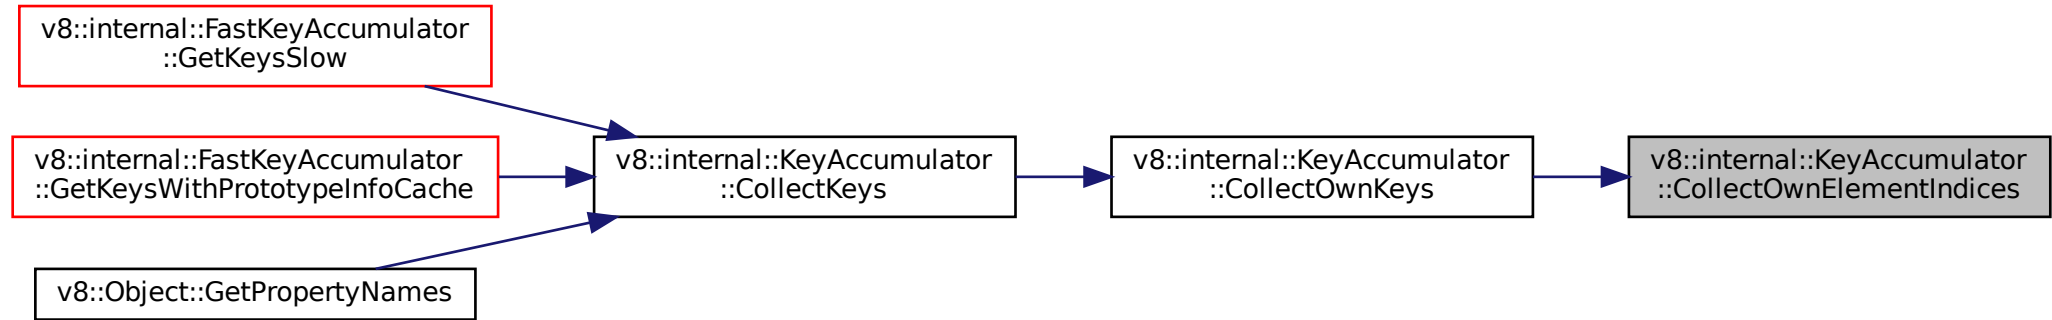 v8::internal::FastKeyAccumulator
::GetKeysSlow
v8::internal::FastKeyAccumulator
::GetKeysWithPrototypeInfoCache
v8::Object::GetPropertyNames
v8::internal::KeyAccumulator
::CollectKeys
v8::internal::KeyAccumulator
::CollectOwnKeys
v8::internal::KeyAccumulator
::CollectOwnElementIndices